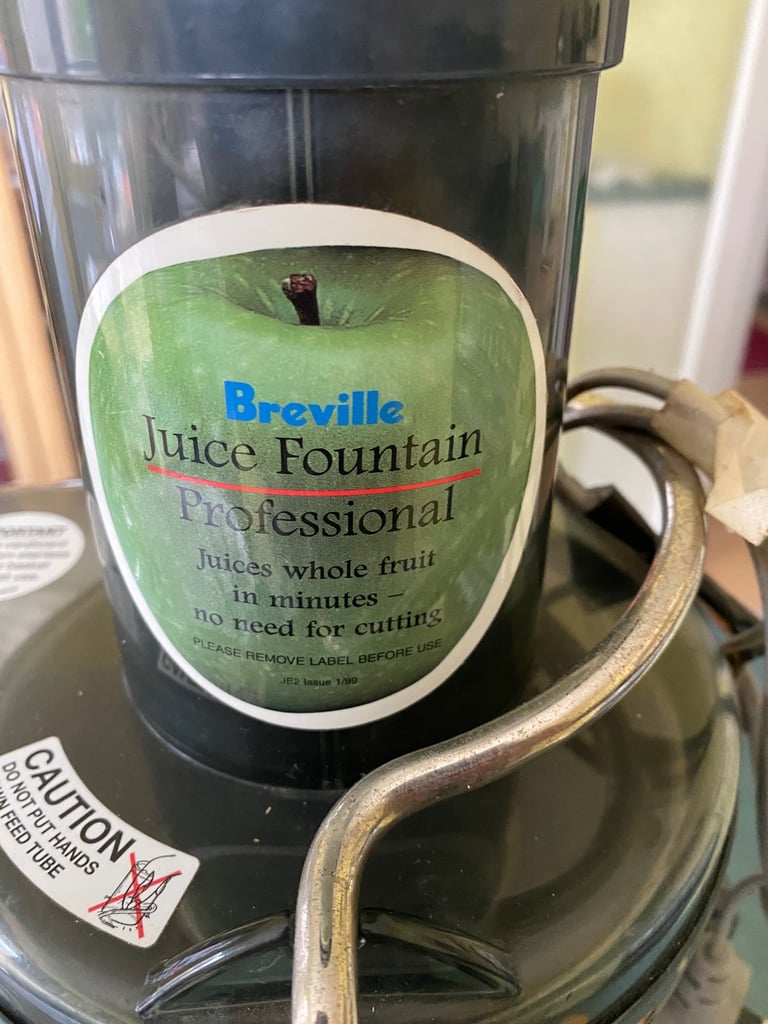 Breville
Juice Fountain
Professional
Juices whole fruit
in minutes –
no need for cutting
PLEASE REMOVE LABEL BEFORE USE
JE2 Issue 1/99
CAUTION
DO NOT PUT HANDS
FEED TUBE